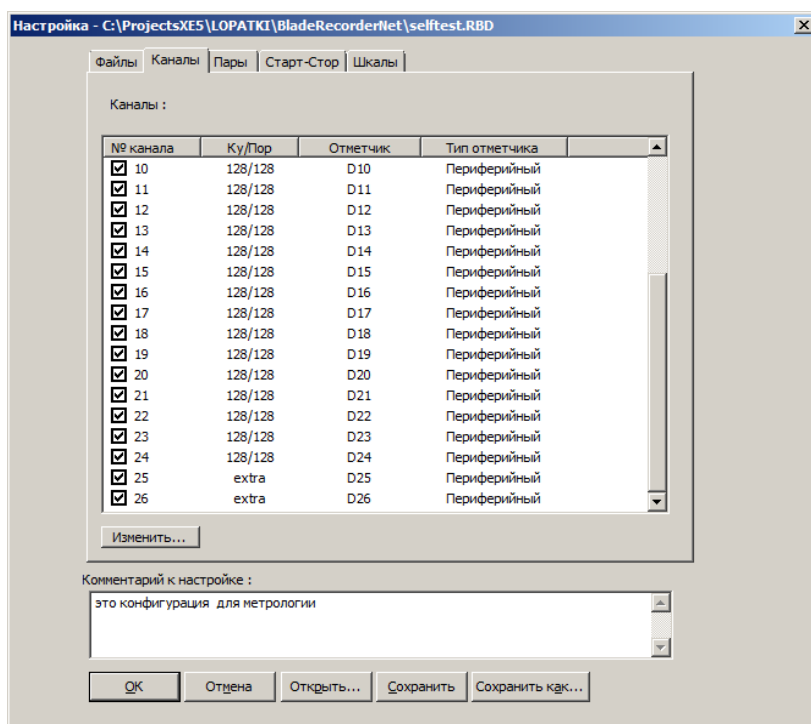 Настройка - C:\ProjectsXE5\LOPATKI\BladeRecorderNet\selftest.RBD
Файлы Каналы Пары Старт-Стоп Шкалы
Каналы :
№ канала Ку/Пор Отметчик Тип отметчика
10 128/128 D10 Периферийный
11 128/128 D11 Периферийный
12 128/128 D12 Периферийный
13 128/128 D13 Периферийный
14 128/128 D14 Периферийный
15 128/128 D15 Периферийный
16 128/128 D16 Периферийный
17 128/128 D17 Периферийный
18 128/128 D18 Периферийный
19 128/128 D19 Периферийный
20 128/128 D20 Периферийный
21 128/128 D21 Периферийный
22 128/128 D22 Периферийный
23 128/128 D23 Периферийный
24 128/128 D24 Периферийный
25 extra D25 Периферийный
26 extra D26 Периферийный
Изменить...
Комментарий к настройке :
это конфигурация для метрологии
OK Отмена Открыть... Сохранить Сохранить как...